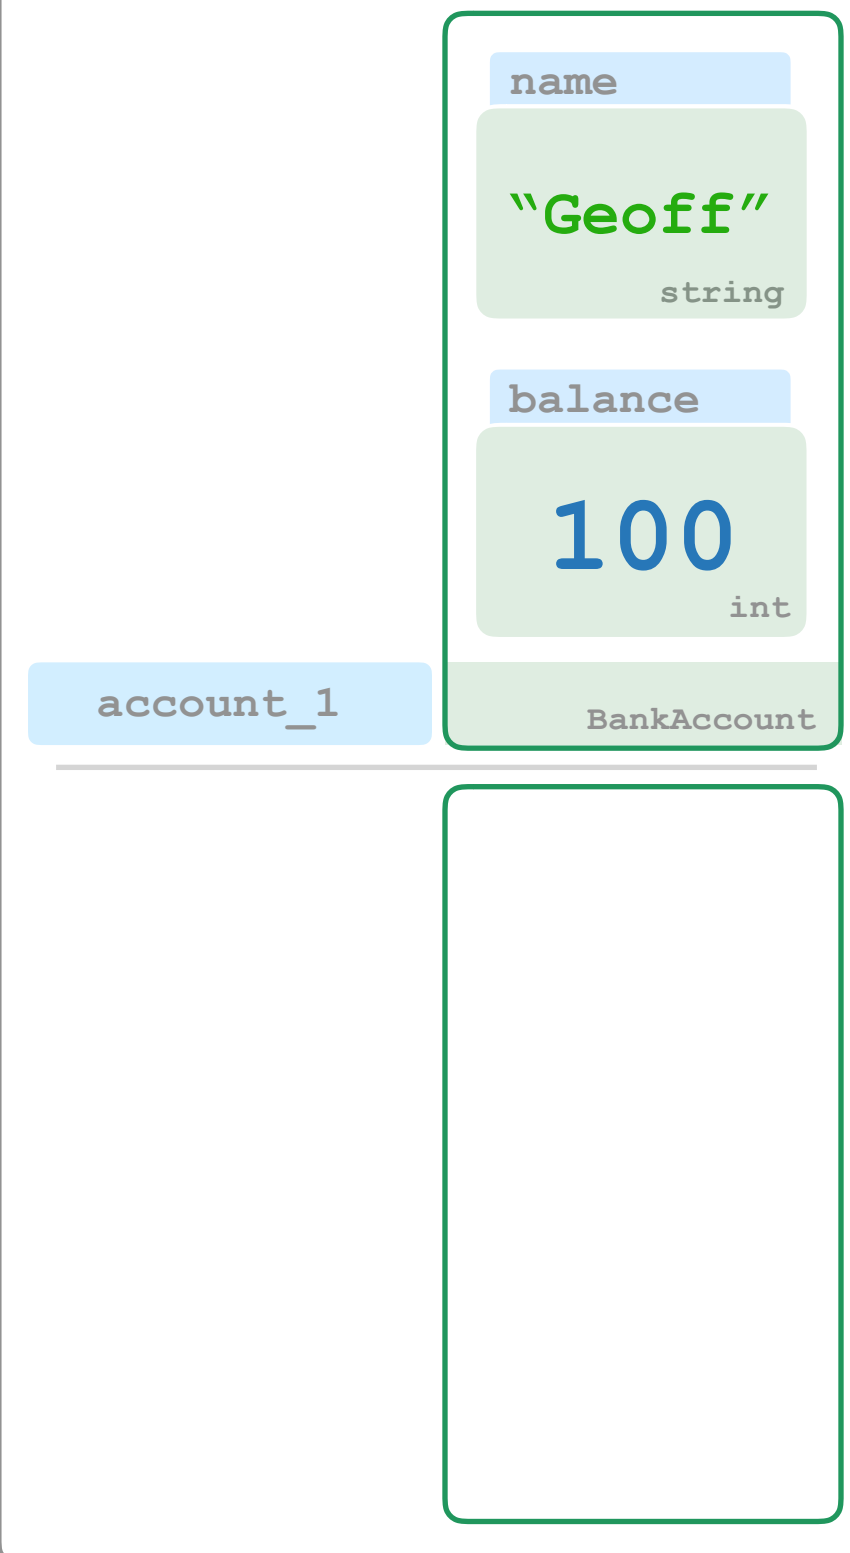 name
“Geoff”
string
balance
100
int
account_1
BankAccount